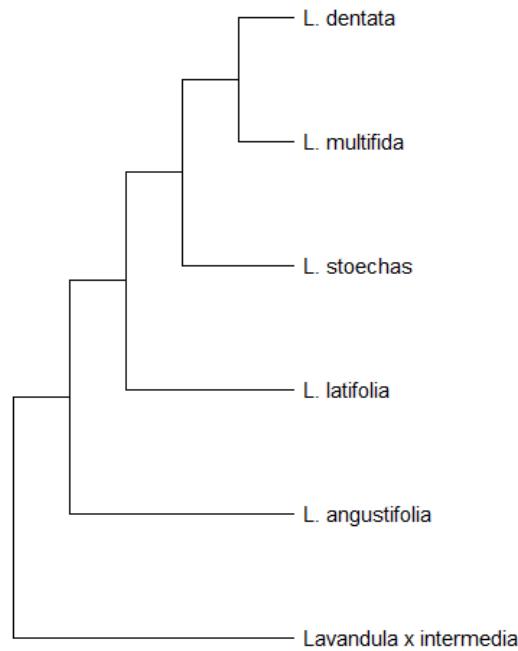 L. dentata
L. multifida
L. stoechas
L. latifolia
L. angustifolia
Lavandula x intermedia